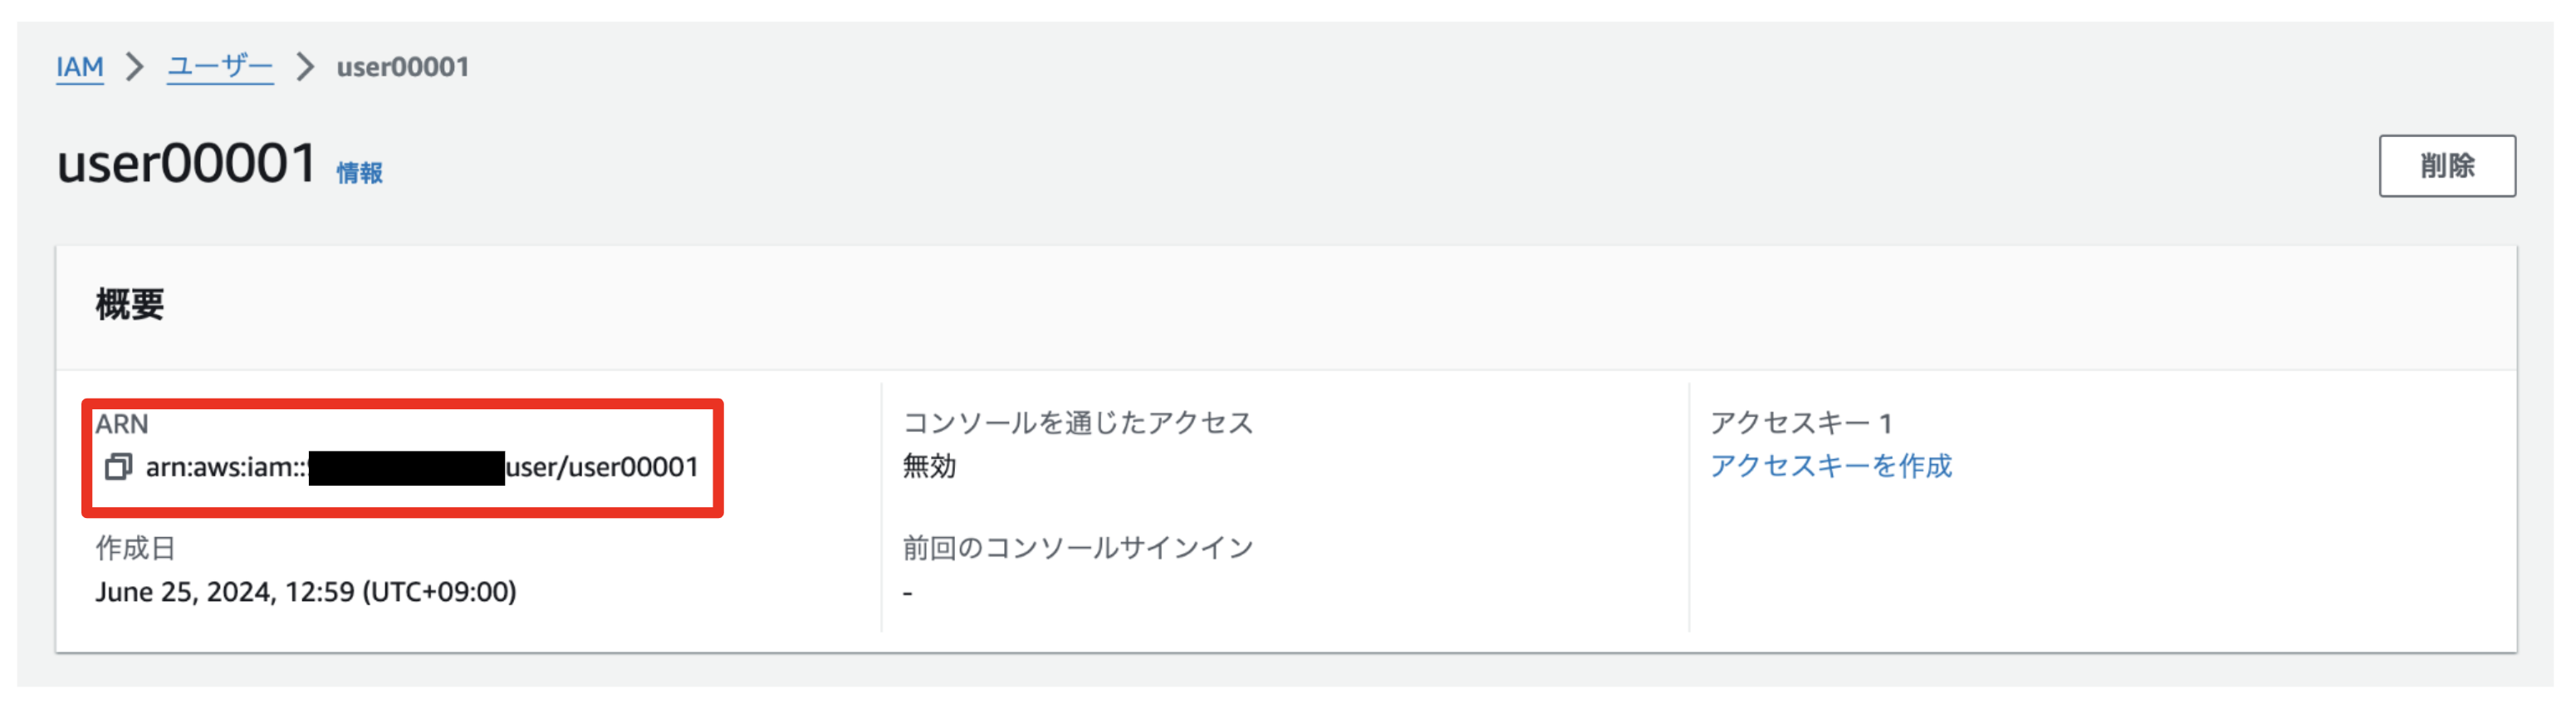 IAM > ユーザー > user00001
user00001 情報
削除
概要
ARN
arn:aws:iam:: user/user00001
作成日
June 25, 2024, 12:59 (UTC+09:00)
コンソールを通じたアクセス
無効
前回のコンソールサインイン
-
アクセスキー 1
アクセスキーを作成